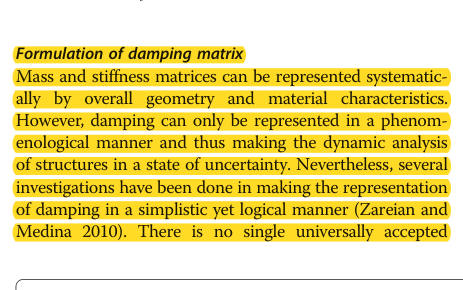 Formulation of damping matrix
Mass and stiffness matrices can be represented systematic-
ally by overall geometry and material characteristics.
However, damping can only be represented in a phenom-
enological manner and thus making the dynamic analysis
of structures in a state of uncertainty. Nevertheless, several
investigations have been done in making the representation
of damping in a simplistic yet logical manner (Zareian and
Medina 2010). There is no single universally accepted